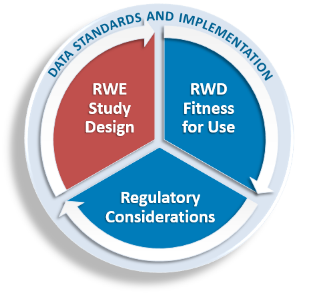 DATA STANDARDS AND IMPLEMENTATION
RWE
Study
Design
RWD
Fitness
for Use
Regulatory
Considerations